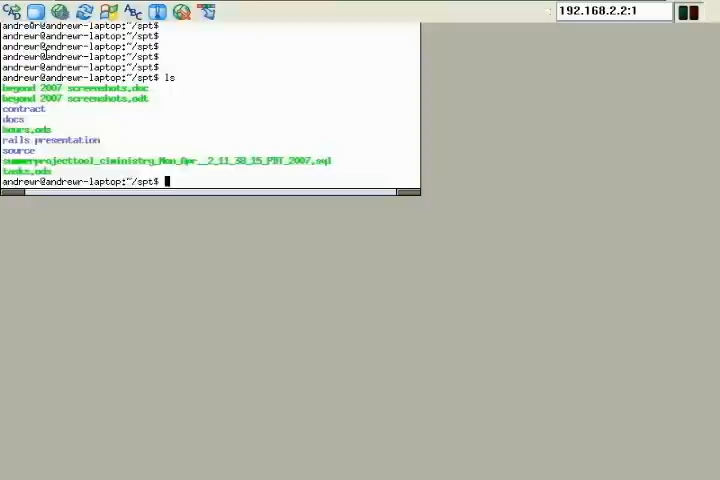 192.168.2.2:1
andrewr@andrewr-laptop:~/spt$
andrewr@andrewr-laptop:~/spt$
andrewr@andrewr-laptop:~/spt$
andrewr@andrewr-laptop:~/spt$
andrewr@andrewr-laptop:~/spt$
andrewr@andrewr-laptop:~/spt$ ls
beyond 2007 screenshots.doc
beyond 2007 screenshots.odt
contract
docs
hours.ods
rails presentation
source
summerprojecttool_ciministry_Mon_Apr__2_11_38_15_PDT_2007.sql
tasks.ods
andrewr@andrewr-laptop:~/spt$